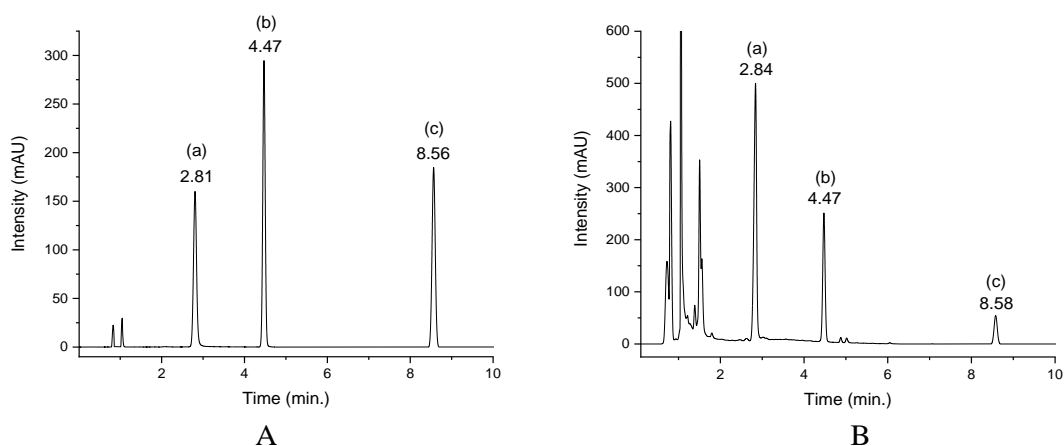 (a)
2.81
(b)
4.47
(c)
8.56
Intensity (mAU)
300
250
200
150
100
50
0
2 4 6 8 10
Time (min.)
A
(a)
2.84
(b)
4.47
(c)
8.58
Intensity (mAU)
600
500
400
300
200
100
0
2 4 6 8 10
Time (min.)
B